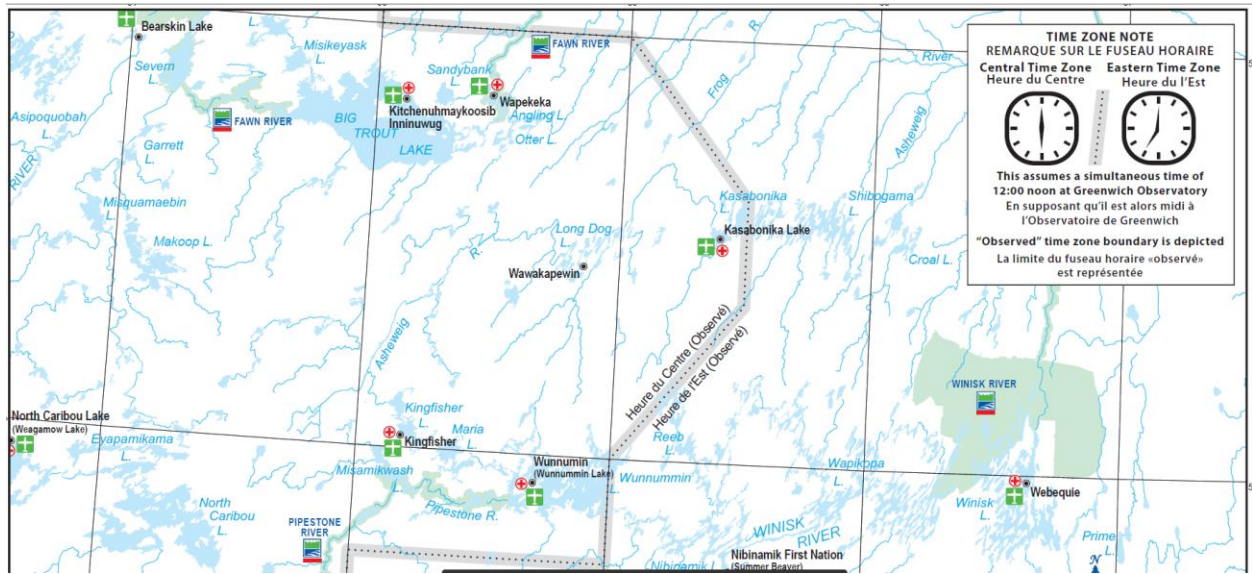 Bearskin Lake
Severn
L.
Misikeyask
L.
FAWN RIVER
Sandybank
L.
Wapekeka
Kitchenuhmaykoosib
Inninuwug
Angling L.
Otter L.
BIG
TROUT
LAKE
FAWN RIVER
Asipoquobah
L.
RIVER
Garrett
L.
Misquamaebin
L.
Makoop L.
R.
Frog
River
Asheweig
R.
Kasabonika
L.
Shibogama
L.
Kasabonika Lake
Long Dog
L.
Wawakapewin
Croal L.
R.
Asheweig
Heure du Centre (Observé)
Heure de l'Est (Observé)
WINISK RIVER
North Caribou Lake
(Weagamow Lake)
Eyapamikama
L.
Kingfisher
L.
Maria
L.
Kingfisher
Reeb
L.
Wunnumin
(Wunnummin Lake)
Wunnummin
L.
Wapikopa
L.
Misamikwash
L.
Pipestone R.
North
Caribou
L.
PIPESTONE
RIVER
Webequie
Winisk
L.
WINISK
RIVER
Prime
L.
Nibinamik L.
Nibinamik First Nation
(Summer Beaver)
N
TIME ZONE NOTE
REMARQUE SUR LE FUSEAU HORAIRE
Central Time Zone
Heure du Centre
Eastern Time Zone
Heure du l'Est
This assumes a simultaneous time of
12:00 noon at Greenwich Observatory
En supposant qu'il est alors midi à
l'Observatoire de Greenwich
“Observed” time zone boundary is depicted
La limite du fuseau horaire «observé»
est représentée